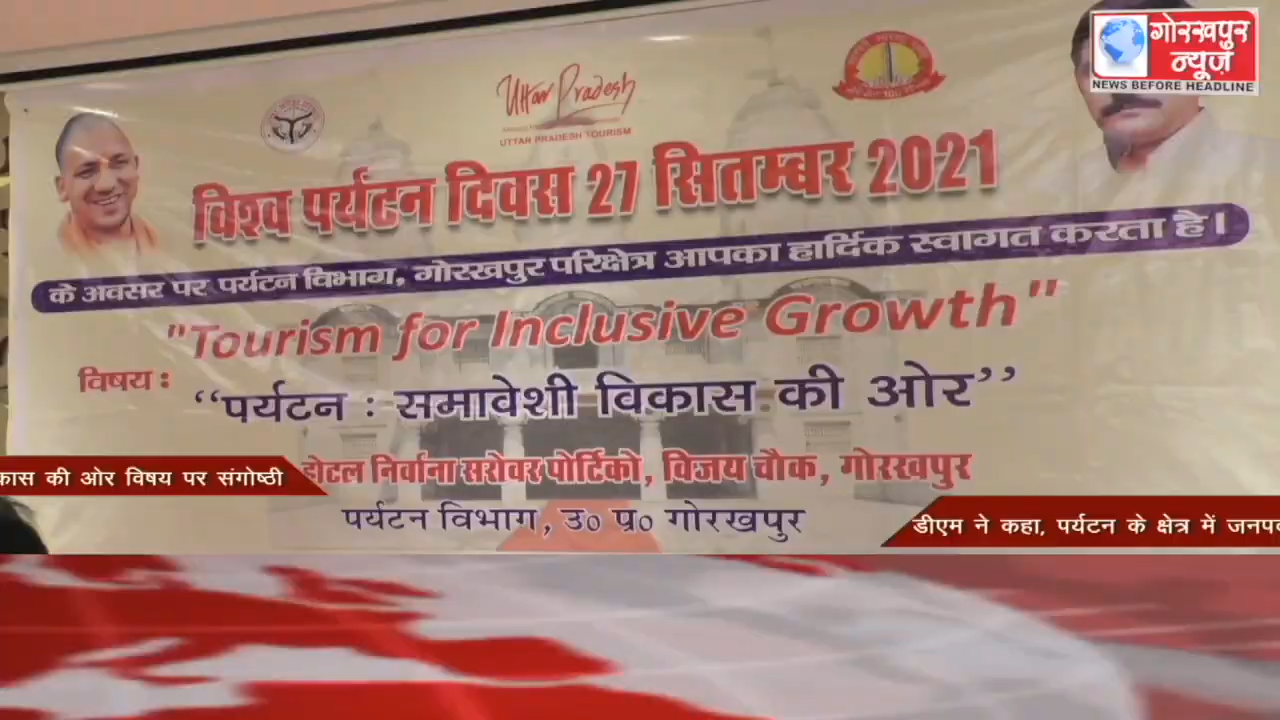 गोरखपुर
न्यूज़
NEWS BEFORE HEADLINE
Uttar Pradesh
UTTAR PRADESH TOURISM
विश्व पर्यटन दिवस 27 सितम्बर 2021
के अवसर पर पर्यटन विभाग, गोरखपुर परिक्षेत्र आपका हार्दिक स्वागत करता है।
"Tourism for Inclusive Growth"
विषय :
“पर्यटन : समावेशी विकास की ओर”
होटल निर्वाना सरोवर पोर्टिको, विजय चौक, गोरखपुर
पर्यटन विभाग, उ० प्र० गोरखपुर
कास की ओर विषय पर संगोष्ठी
डीएम ने कहा, पर्यटन के क्षेत्र में जनप